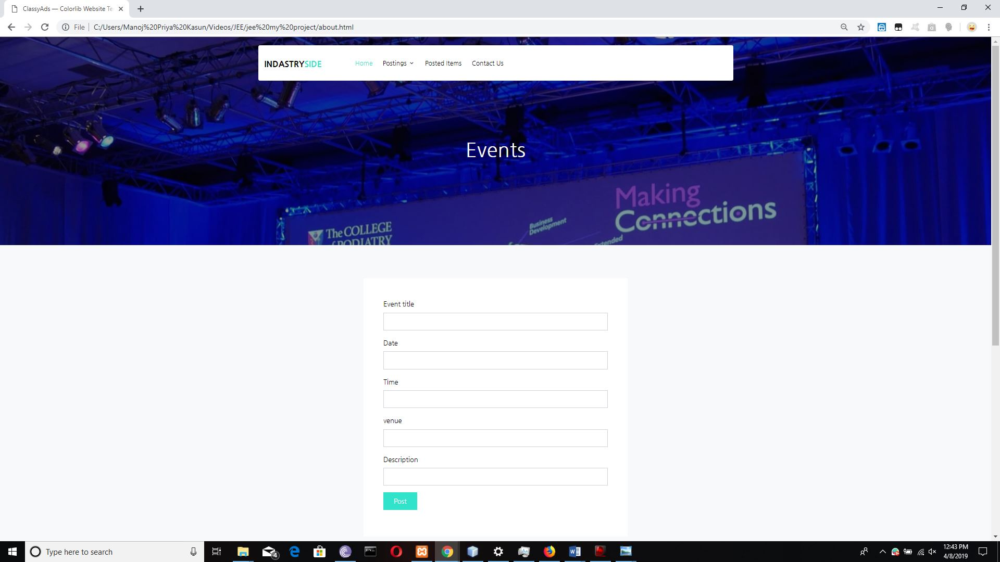 ClassyAds — Colorlib Website Te
File
C:/Users/Manoj%20Priya%20Kasun/Videos/JEE/jee%20my%20project/about.html
INDASTRYSIDE
Home
Postings
Posted Items
Contact Us
Events
Making
Connections
Business
Development
The COLLEGE
of PODIATRY
Extended
Event title
Date
Time
venue
Description
Post
Type here to search
4
12:43 PM
4/8/2019